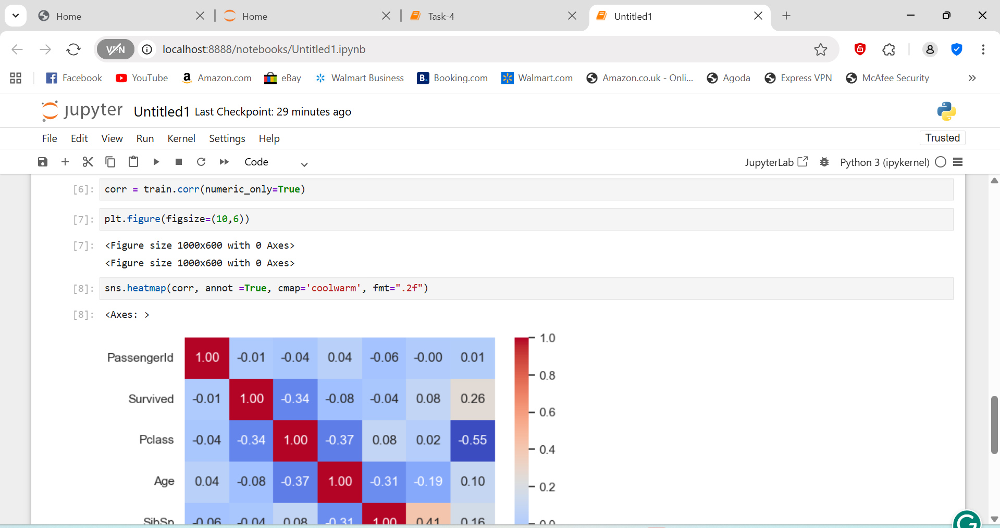 Home
Home
Task-4
Untitled1
VPN
localhost:8888/notebooks/Untitled1.ipynb
Facebook YouTube Amazon.com eBay Walmart Business Booking.com Walmart.com Amazon.co.uk - Onli... Agoda Express VPN McAfee Security
jupyter Untitled1 Last Checkpoint: 29 minutes ago
File Edit View Run Kernel Settings Help Trusted
Code JupyterLab Python 3 (ipykernel)
[6]: corr = train.corr(numeric_only=True)
[7]: plt.figure(figsize=(10,6))
[7]: <Figure size 1000x600 with 0 Axes>
<Figure size 1000x600 with 0 Axes>
[8]: sns.heatmap(corr, annot =True, cmap='coolwarm', fmt=".2f")
[8]: <Axes: >
PassengerId 1.00 -0.01 -0.04 0.04 -0.06 -0.00 0.01
Survived -0.01 1.00 -0.34 -0.08 -0.04 0.08 0.26
Pclass -0.04 -0.34 1.00 -0.37 0.08 0.02 -0.55
Age 0.04 -0.08 -0.37 1.00 -0.31 -0.19 0.10
SibSp -0.06 -0.04 0.08 -0.31 1.00 0.41 0.16
1.0
0.8
0.6
0.4
0.2
0.0